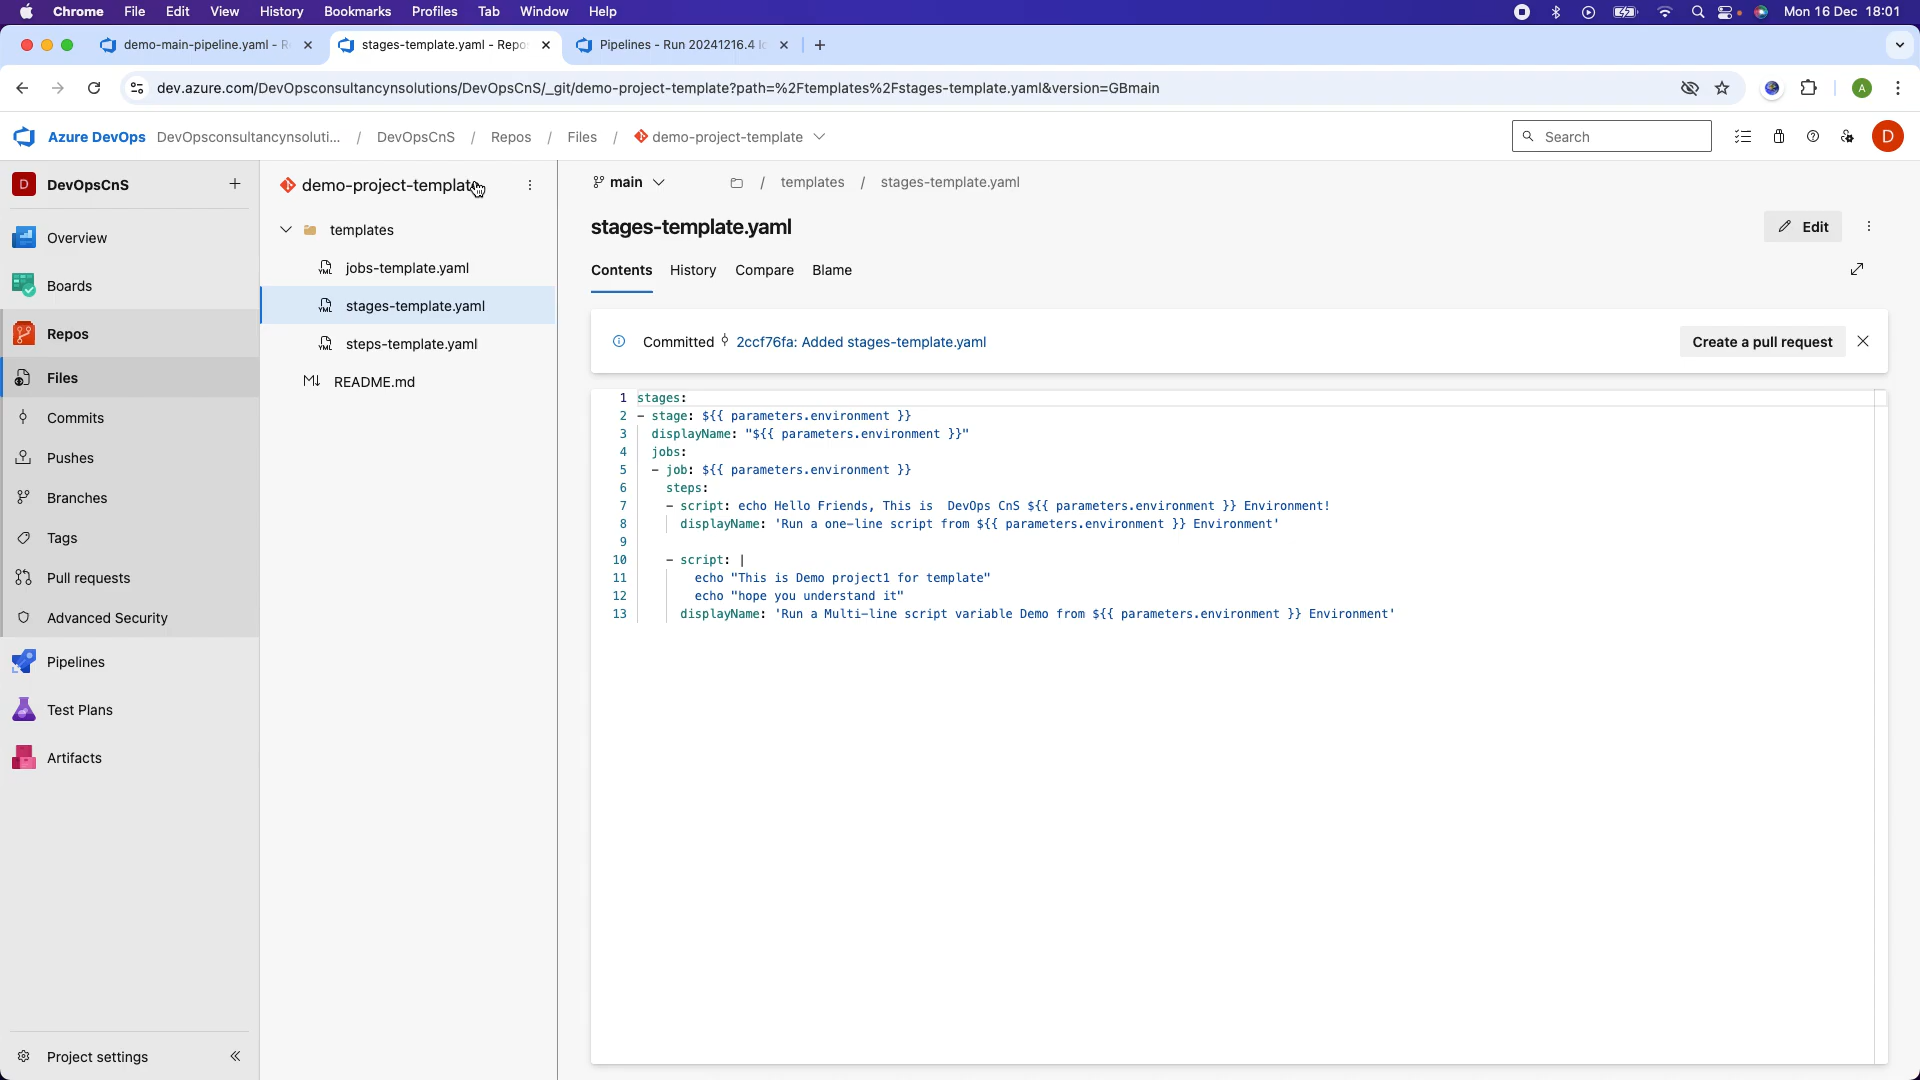 Chrome File Edit View History Bookmarks Profiles Tab Window Help Mon 16 Dec 18:01
demo-main-pipeline.yaml - R stages-template.yaml - Repo Pipelines - Run 20241216.4
dev.azure.com/DevOpsconsultancynsolutions/DevOpsCnS/_git/demo-project-template?path=%2Ftemplates%2Fstages-template.yaml&version=GBmain A
Azure DevOps DevOpsconsultancynsoluti... / DevOpsCnS / Repos / Files / demo-project-template Search D
D DevOpsCnS +
Overview
Boards
Repos
Files
Commits
Pushes
Branches
Tags
Pull requests
Advanced Security
Pipelines
Test Plans
Artifacts
Project settings
demo-project-template
templates
YML jobs-template.yaml
YML stages-template.yaml
YML steps-template.yaml
M↓ README.md
main / templates / stages-template.yaml
stages-template.yaml
Edit
Contents History Compare Blame
Committed 2ccf76fa: Added stages-template.yaml Create a pull request
1 stages:
2 - stage: ${{ parameters.environment }}
3 displayName: "${{ parameters.environment }}"
4 jobs:
5 - job: ${{ parameters.environment }}
6 steps:
7 - script: echo Hello Friends, This is  DevOps CnS ${{ parameters.environment }} Environment!
8 displayName: 'Run a one-line script from ${{ parameters.environment }} Environment'
9
10 - script: |
11 echo "This is Demo project1 for template"
12 echo "hope you understand it"
13 displayName: 'Run a Multi-line script variable Demo from ${{ parameters.environment }} Environment'